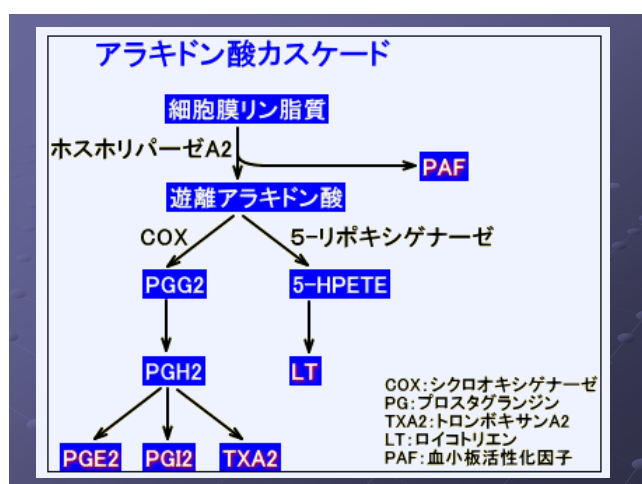 アラキドン酸カスケード
細胞膜リン脂質
ホスホリパーゼA2
PAF
遊離アラキドン酸
COX
5-リポキシゲナーゼ
PGG2
5-HPETE
PGH2
LT
COX:シクロオキシゲナーゼ
PG:プロスタグランジン
TXA2:トロンボキサンA2
LT:ロイコトリエン
PAF:血小板活性化因子
PGE2
PGI2
TXA2